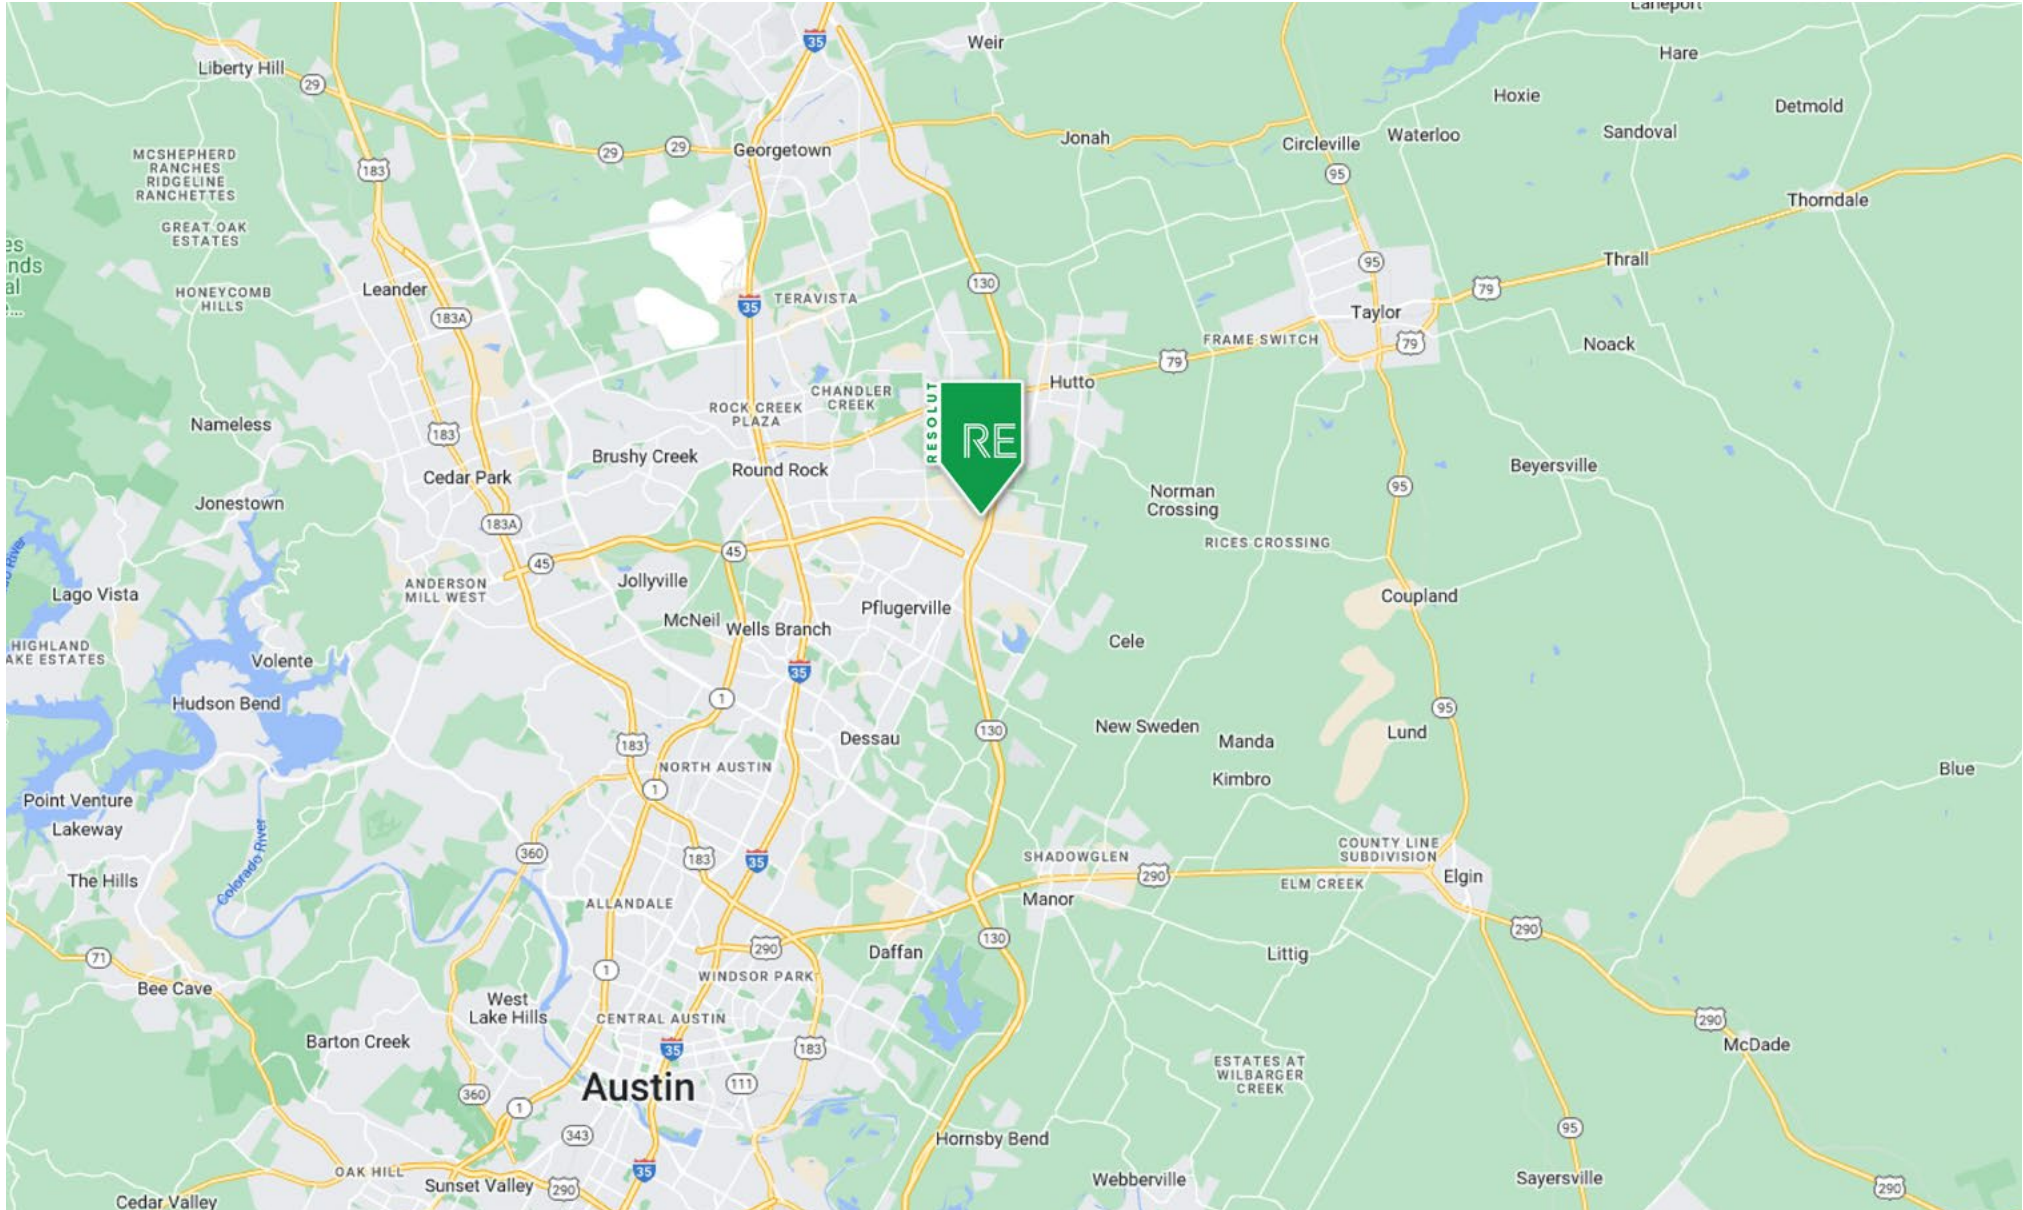 Laneport
35
Weir
Hare
Liberty Hill
29
Hoxie
Detmold
MCSHEPHERD
RANCHES
RIDGELINE
RANCHETTES
183
29
29
Georgetown
Jonah
Circleville
Waterloo
Sandoval
95
Thorndale
GREAT OAK
ESTATES
es
nds
al
...
Leander
HONEYCOMB
HILLS
183A
35
TERAVISTA
130
95
Taylor
79
Thrall
FRAME SWITCH
79
79
Noack
Hutto
CHANDLER
CREEK
ROCK CREEK
PLAZA
RESOLUT
RE
Nameless
183
Cedar Park
Brushy Creek
Round Rock
Beyersville
Jonestown
183A
Norman
Crossing
95
RICES CROSSING
45
45
ANDERSON
MILL WEST
Jollyville
Lago Vista
McNeil
Wells Branch
Pflugerville
Coupland
HIGHLAND
AKE ESTATES
Volente
Cele
35
Hudson Bend
1
95
183
Dessau
130
New Sweden
Manda
Lund
NORTH AUSTIN
Kimbro
Blue
Point Venture
Lakeway
1
Colorado River
360
183
35
SHADOWGLEN
290
COUNTY LINE
SUBDIVISION
ELM CREEK
Elgin
The Hills
ALLANDALE
Manor
71
290
Daffan
130
290
Littig
Bee Cave
1
WINDSOR PARK
West
Lake Hills
CENTRAL AUSTIN
290
Barton Creek
35
183
McDade
ESTATES AT
WILBARGER
CREEK
Austin
111
360
1
343
Hornsby Bend
95
OAK HILL
35
Sunset Valley
290
Webberville
Sayersville
290
Cedar Valley